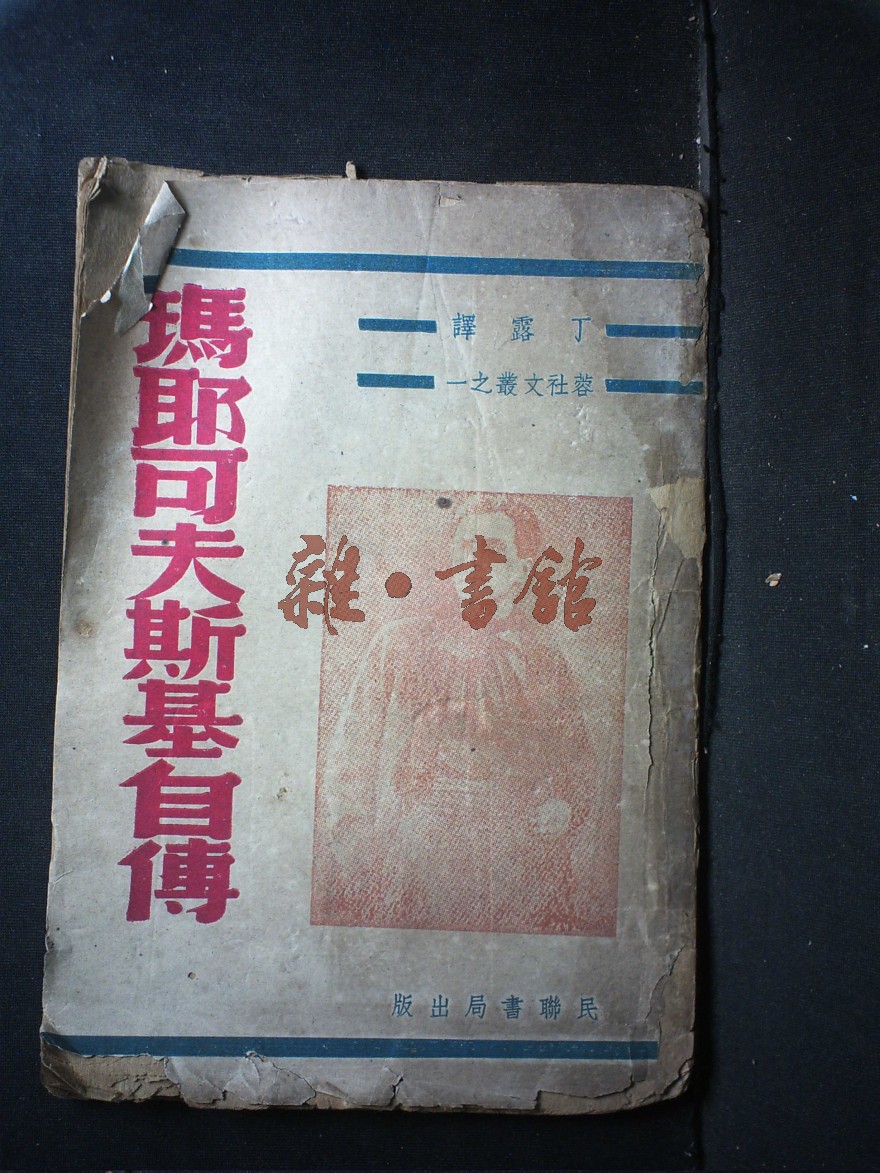 丁露譯
蓉社文叢之一
瑪耶可夫斯基自傳
雜·書館
民聯書局出版